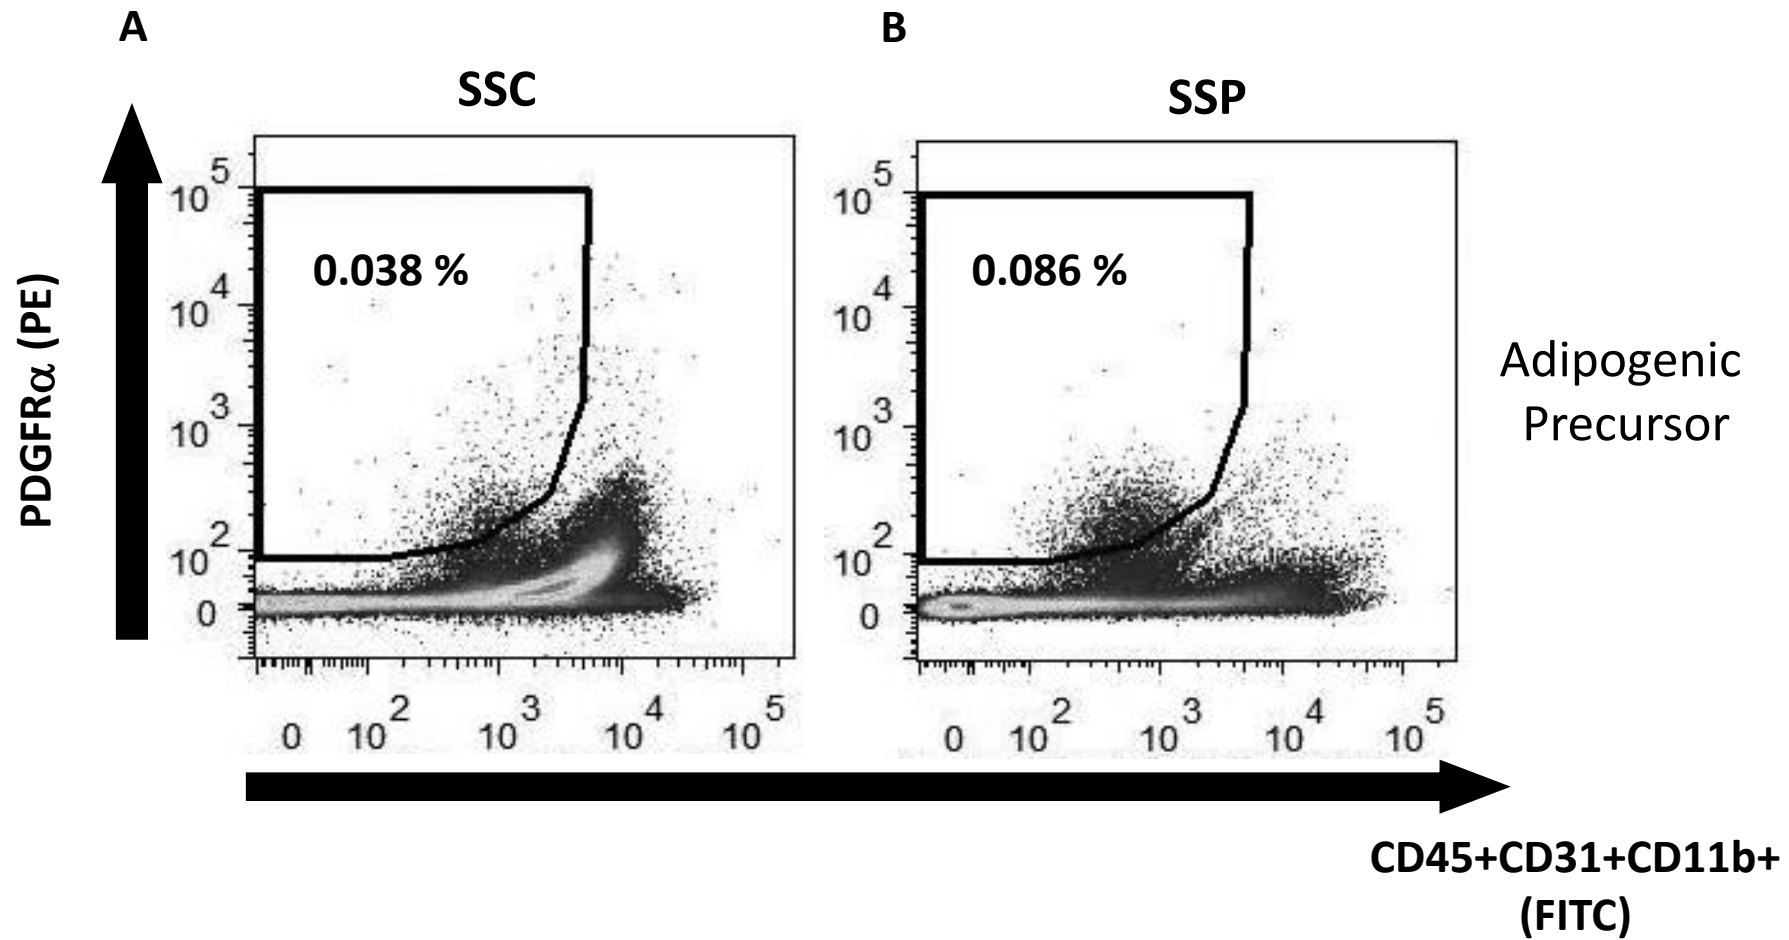 A
B
SSC
SSP
PDGFRα (PE)
10 5
10 4
10 3
10 2
0
0.038 %
0 10 2 10 3 10 4 10 5
10 5
10 4
10 3
10 2
0
0.086 %
0 10 2 10 3 10 4 10 5
Adipogenic
Precursor
CD45+CD31+CD11b+
(FITC)